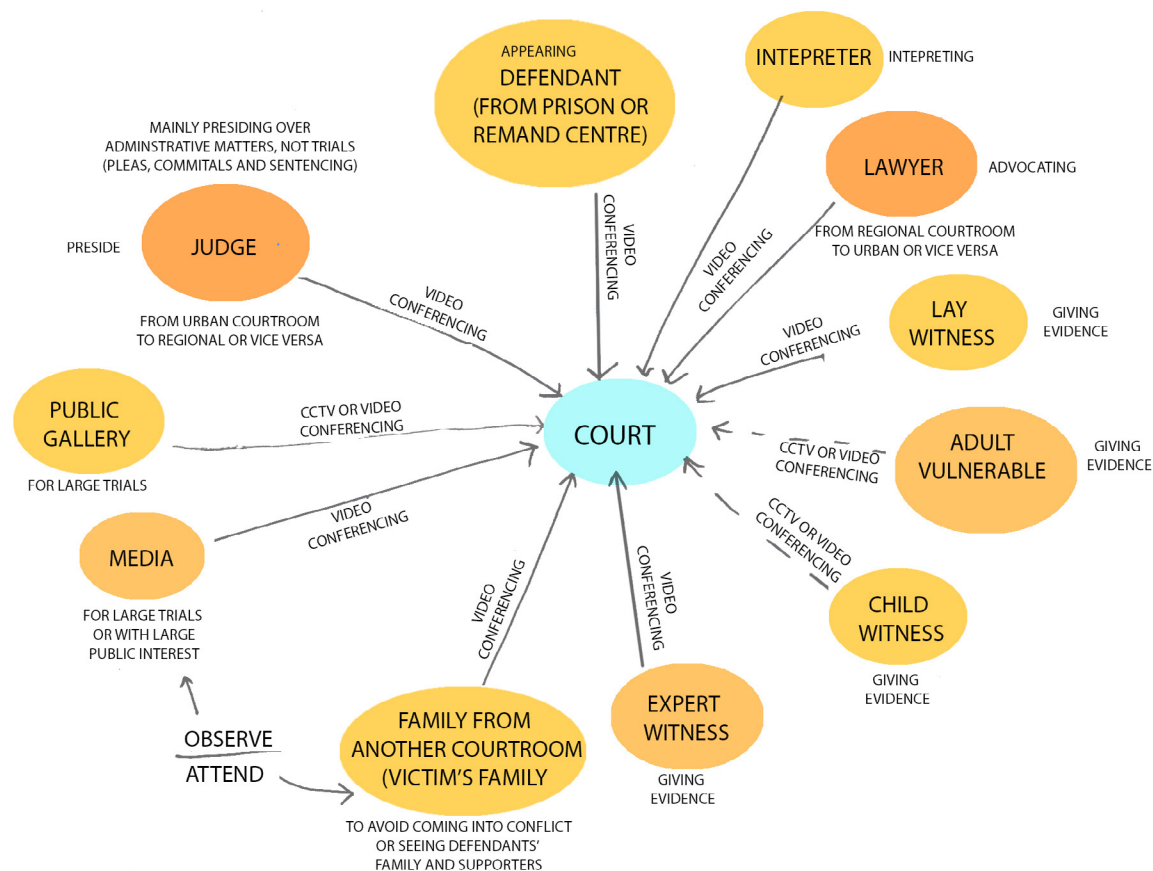 APPEARING
DEFENDANT
(FROM PRISON OR
REMAND CENTRE)
INTEPRETER
INTEPRETING
MAINLY PRESIDING OVER
ADMINSTRATIVE MATTERS, NOT TRIALS
(PLEAS, COMMITALS AND SENTENCING)
PRESIDE
JUDGE
FROM URBAN COURTROOM
TO REGIONAL OR VICE VERSA
VIDEO
CONFERENCING
VIDEO
CONFERENCING
VIDEO
CONFERENCING
LAWYER
ADVOCATING
FROM REGIONAL COURTROOM
TO URBAN OR VICE VERSA
LAY
WITNESS
GIVING
EVIDENCE
VIDEO
CONFERENCING
PUBLIC
GALLERY
FOR LARGE TRIALS
CCTV OR VIDEO
CONFERENCING
COURT
CCTV OR VIDEO
CONFERENCING
ADULT
VULNERABLE
GIVING
EVIDENCE
MEDIA
FOR LARGE TRIALS
OR WITH LARGE
PUBLIC INTEREST
VIDEO
CONFERENCING
VIDEO
CONFERENCING
VIDEO
CONFERENCING
CCTV OR VIDEO
CONFERENCING
CHILD
WITNESS
GIVING
EVIDENCE
OBSERVE
ATTEND
FAMILY FROM
ANOTHER COURTROOM
(VICTIM'S FAMILY
TO AVOID COMING INTO CONFLICT
OR SEEING DEFENDANTS'
FAMILY AND SUPPORTERS
EXPERT
WITNESS
GIVING
EVIDENCE